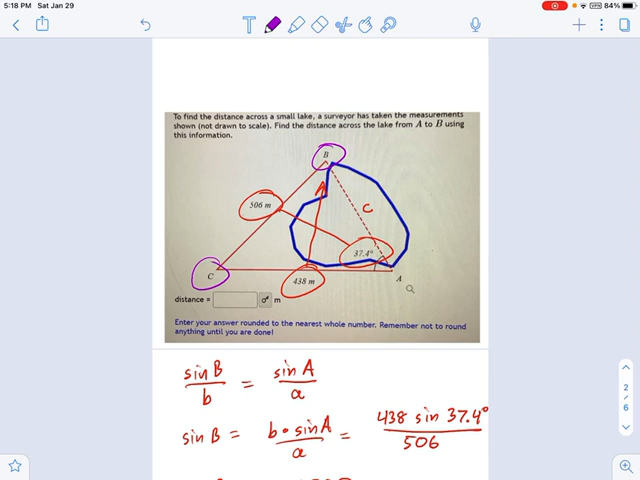 5:18 PM Sat Jan 29
84%
To find the distance across a small lake, a surveyor has taken the measurements
shown (not drawn to scale). Find the distance across the lake from A to B using
this information.
B
506 m
C
37.4°
C
438 m
A
distance =
σ⁴ m
Enter your answer rounded to the nearest whole number. Remember not to round
anything until you are done!
sin B / b = sin A / a
sin B = b • sin A / a = 438 sin 37.4° / 506
2 / 6